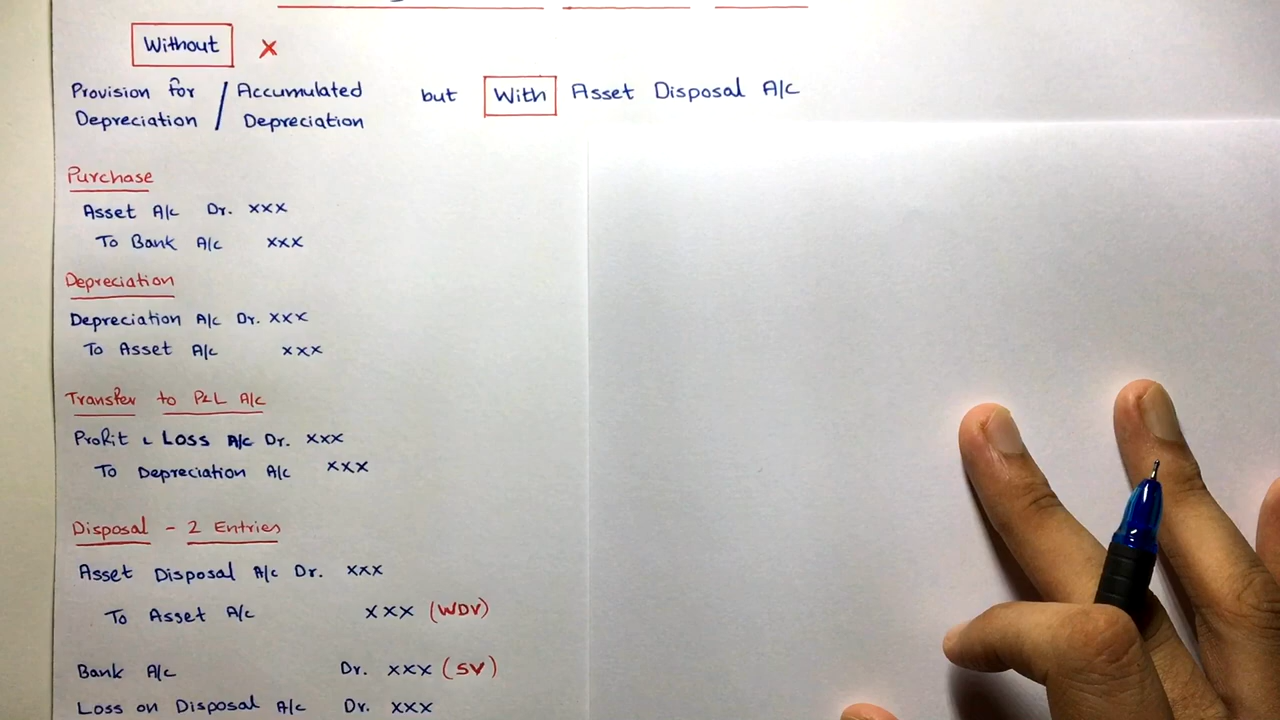 Without ×
Provision for / Accumulated but With Asset Disposal A/c
Depreciation / Depreciation
Purchase
Asset A/c Dr. xxx
To Bank A/c xxx
Depreciation
Depreciation A/c Dr. xxx
To Asset A/c xxx
Transfer to P&L A/c
Profit & Loss A/c Dr. xxx
To Depreciation A/c xxx
Disposal - 2 Entries
Asset Disposal A/c Dr. xxx
To Asset A/c xxx (WDV)
Bank A/c Dr. xxx (SV)
Loss on Disposal A/c Dr. xxx